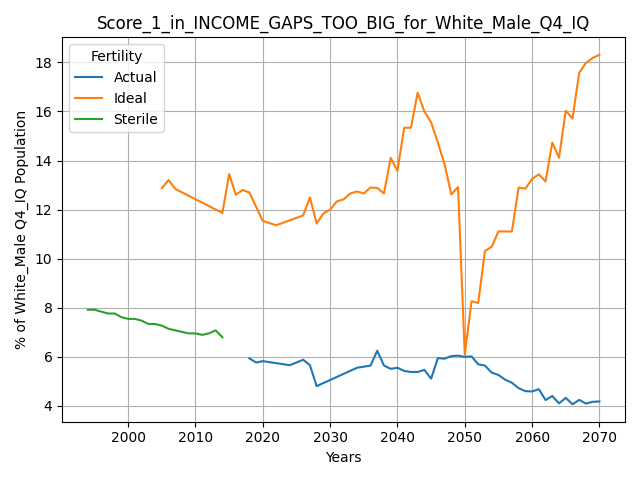 Score_1_in_INCOME_GAPS_TOO_BIG_for_White_Male_Q4_IQ
Fertility
Actual
Ideal
Sterile
% of White_Male Q4_IQ Population
18
16
14
12
10
8
6
4
2000 2010 2020 2030 2040 2050 2060 2070
Years